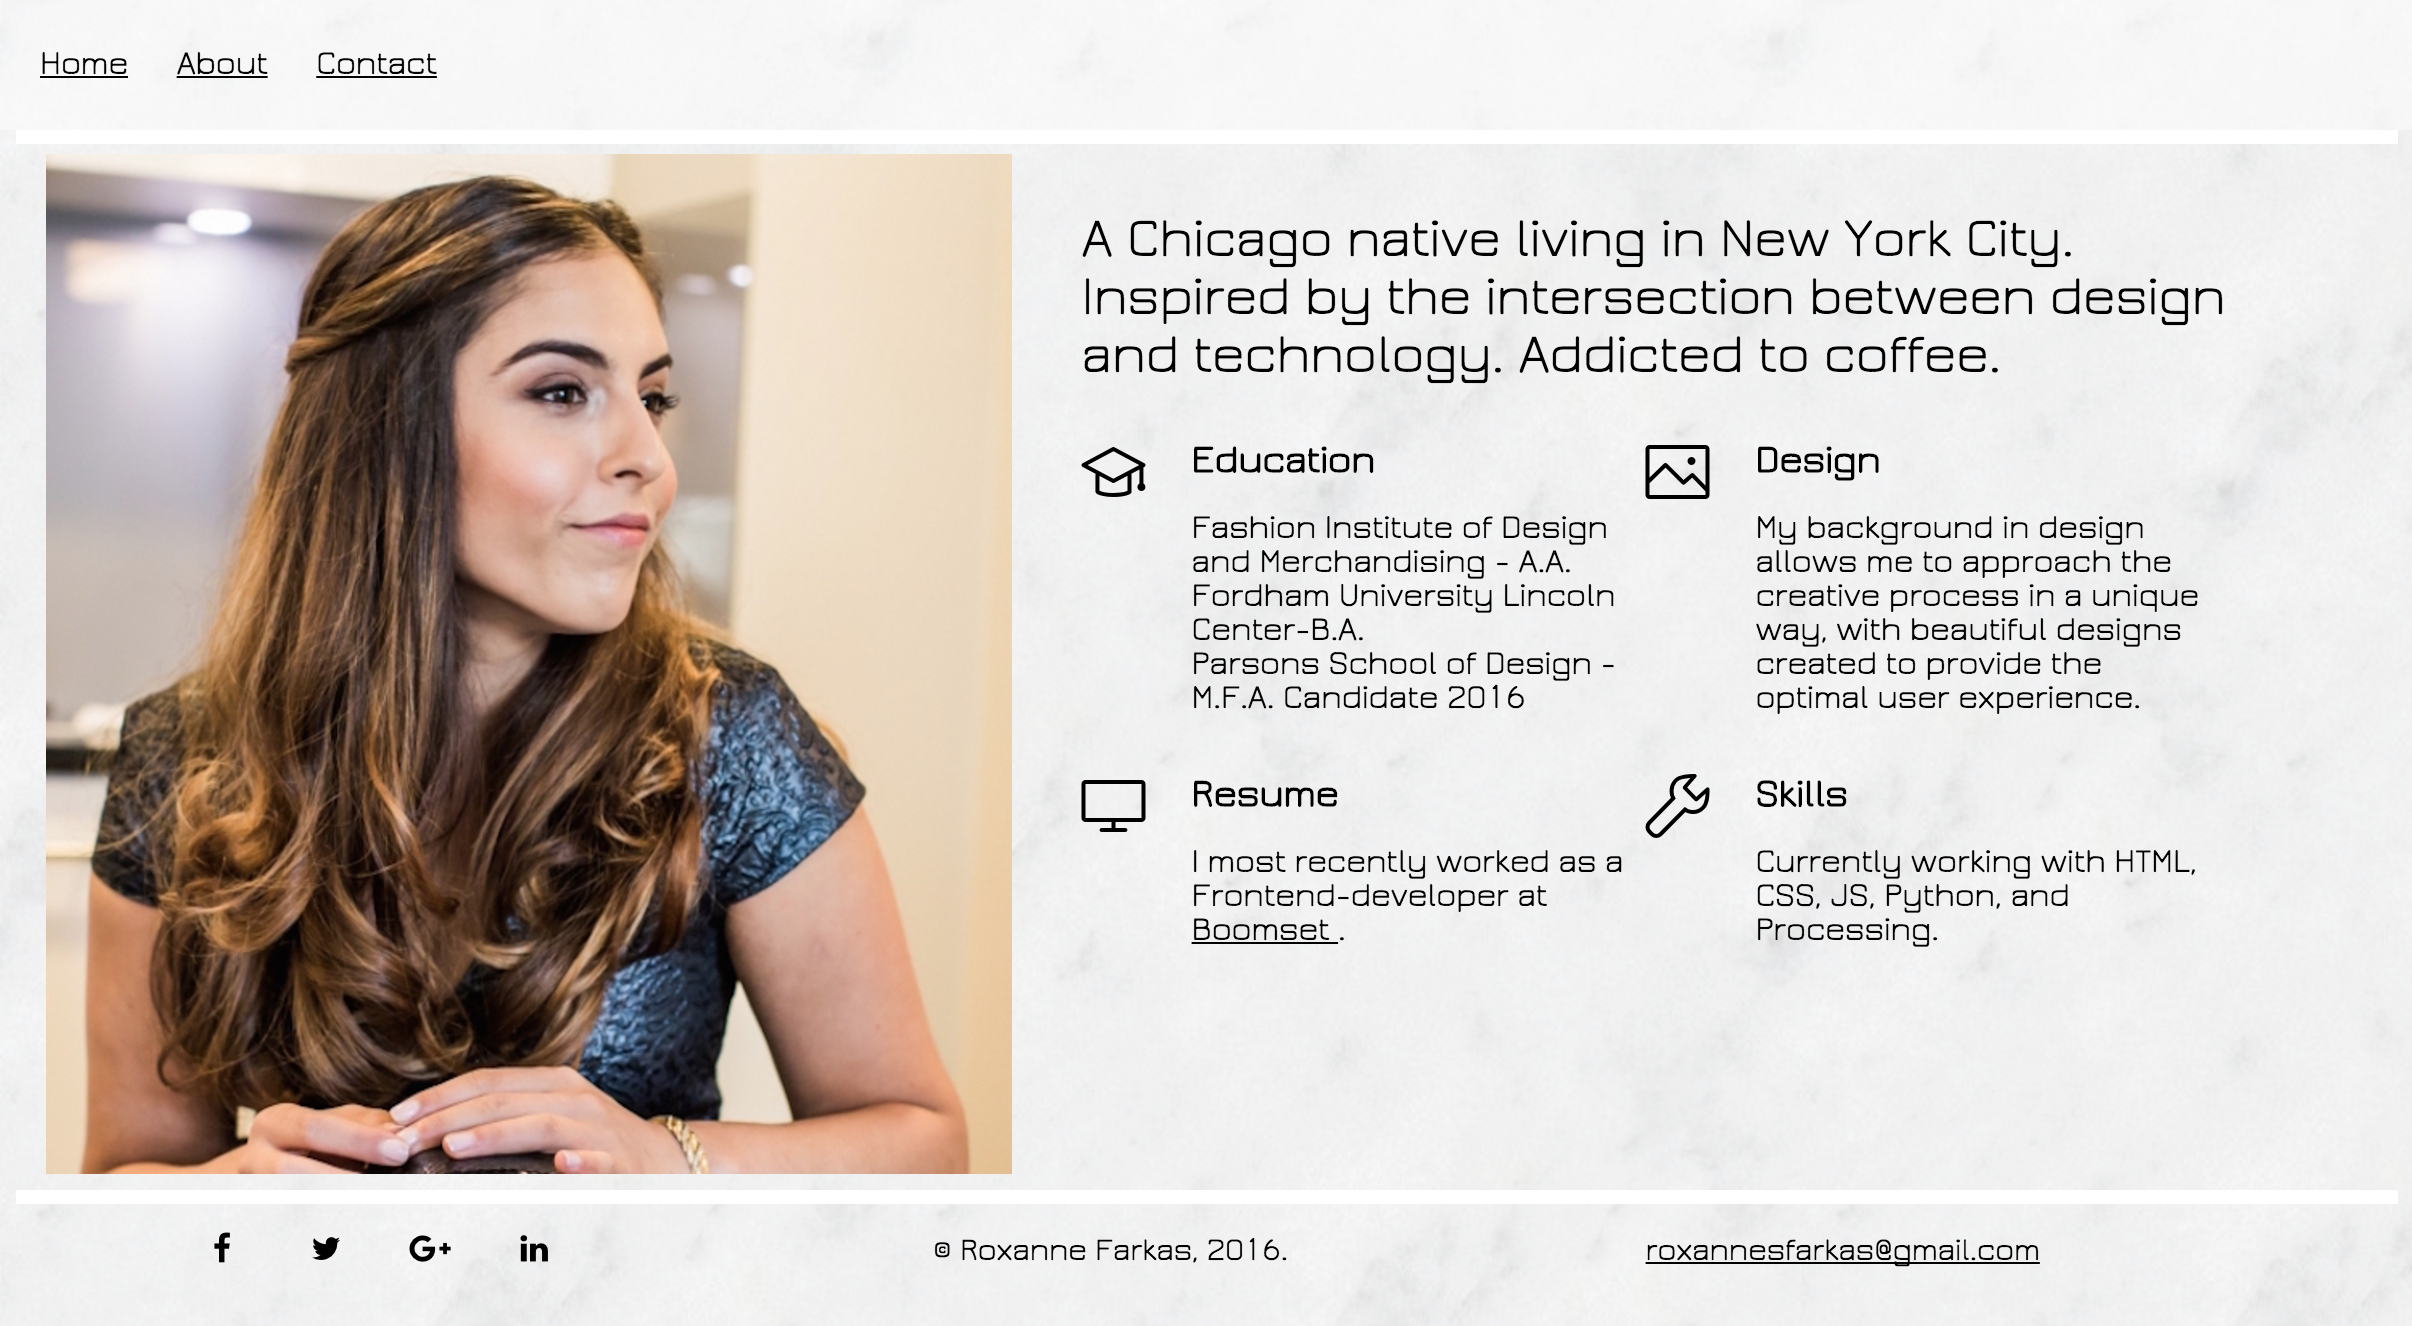 Home About Contact
A Chicago native living in New York City.
Inspired by the intersection between design
and technology. Addicted to coffee.
Education
Fashion Institute of Design
and Merchandising - A.A.
Fordham University Lincoln
Center-B.A.
Parsons School of Design -
M.F.A. Candidate 2016
Design
My background in design
allows me to approach the
creative process in a unique
way, with beautiful designs
created to provide the
optimal user experience.
Resume
I most recently worked as a
Frontend-developer at
Boomset .
Skills
Currently working with HTML,
CSS, JS, Python, and
Processing.
© Roxanne Farkas, 2016.
roxannesfarkas@gmail.com